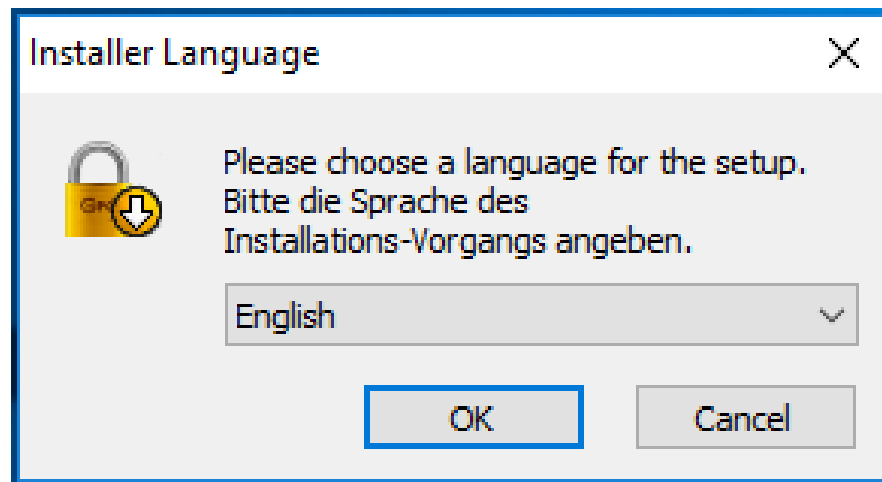 Installer Language
Please choose a language for the setup.
Bitte die Sprache des
Installations-Vorgangs angeben.
English
OK
Cancel